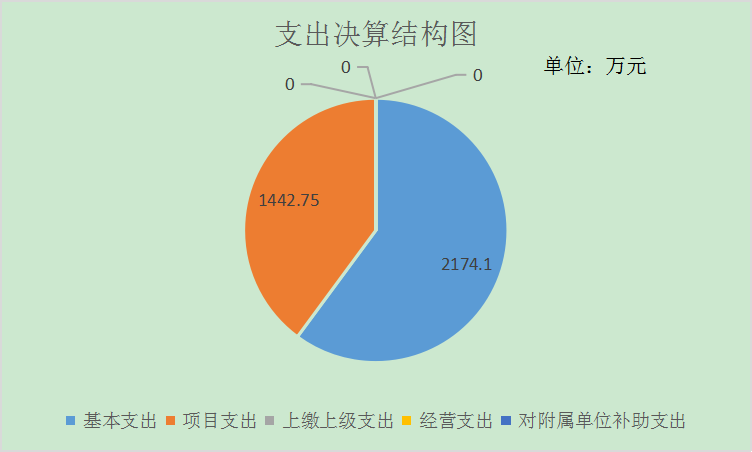 支出决算结构图
单位：万元
0
0
0
1442.75
2174.1
基本支出 项目支出 上缴上级支出 经营支出 对附属单位补助支出